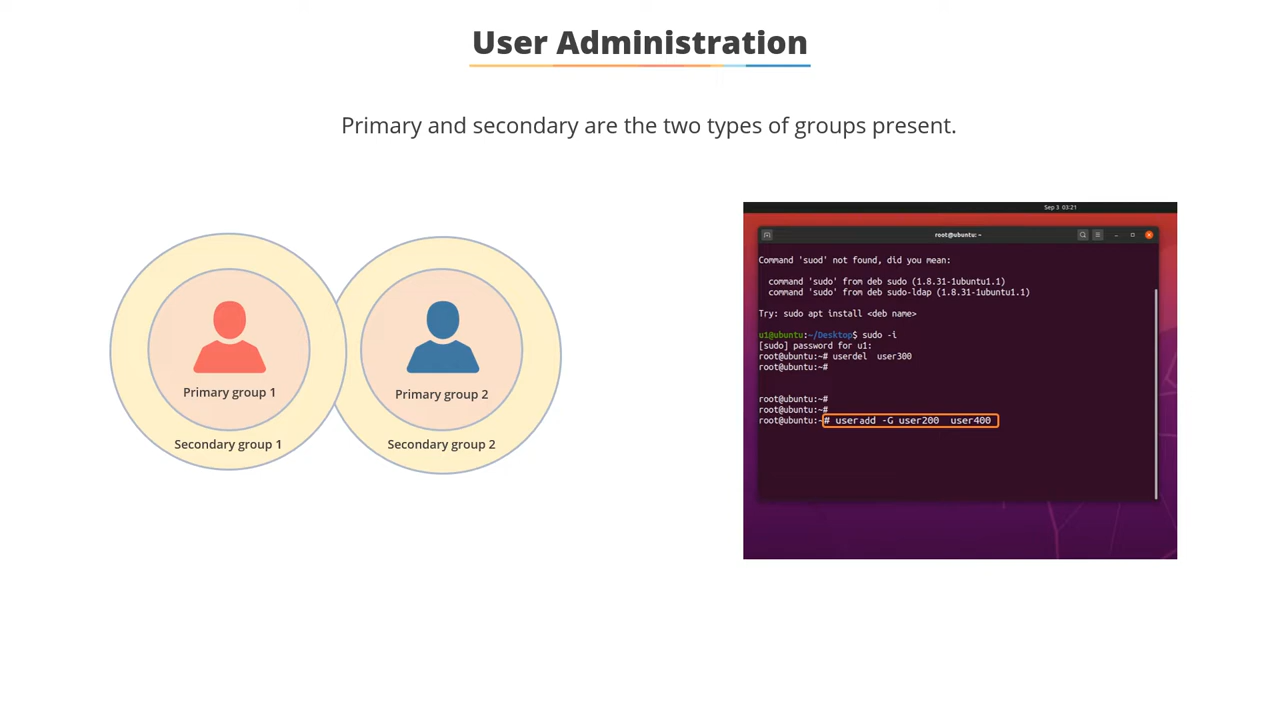 User Administration
Primary and secondary are the two types of groups present.
Primary group 1
Secondary group 1
Primary group 2
Secondary group 2
Sep 3 03:21
root@ubuntu: ~
Command 'suod' not found, did you mean:
command 'sudo' from deb sudo (1.8.31-1ubuntu1.1)
command 'sudo' from deb sudo-ldap (1.8.31-1ubuntu1.1)
Try: sudo apt install <deb name>
u1@ubuntu:~/Desktop$ sudo -i
[sudo] password for u1:
root@ubuntu:~# userdel  user300
root@ubuntu:~#
root@ubuntu:~#
root@ubuntu:~#
root@ubuntu:~# useradd -G user200  user400